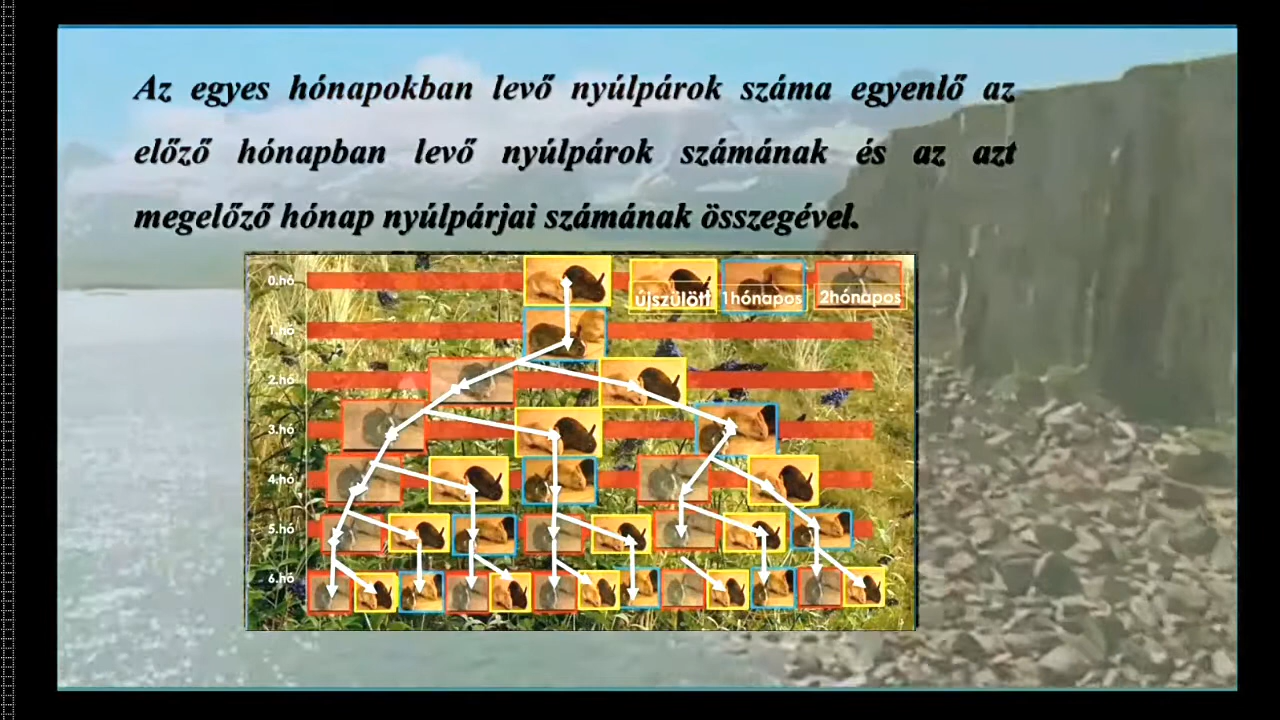 Az egyes hónapokban levő nyúlpárok száma egyenlő az
előző hónapban levő nyúlpárok számának és az azt
megelőző hónap nyúlpárjai számának összegével.
0.hó
újszülött 1hónapos 2hónapos
1.hó
2.hó
3.hó
4.hó
5.hó
6.hó